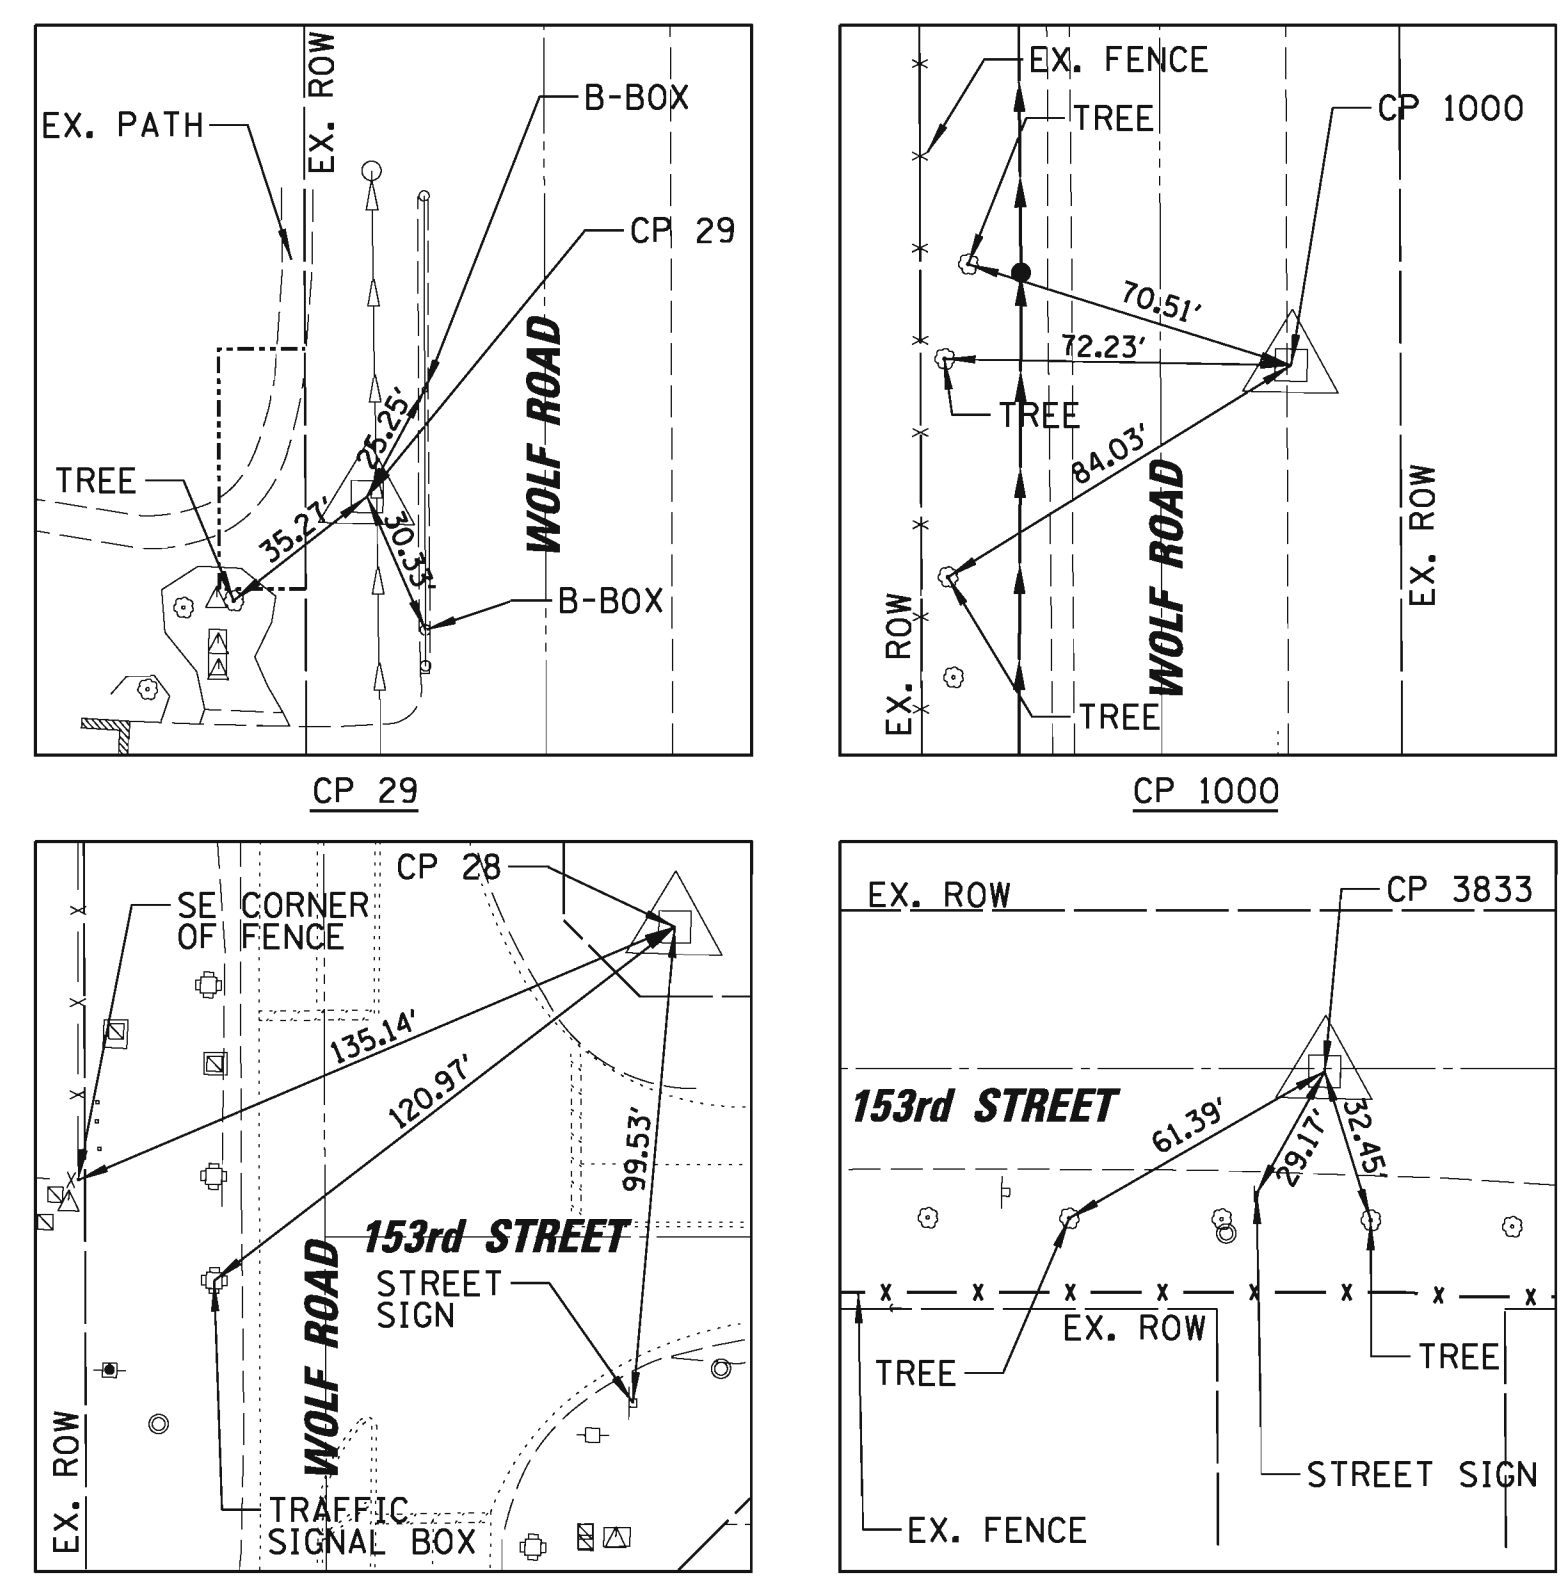 EX. ROW
B-BOX
EX. PATH
CP 29
WOLF ROAD
25.25'
TREE
35.27'
30.33'
B-BOX
CP 29
EX. FENCE
CP 1000
TREE
70.51'
72.23'
TREE
84.03'
WOLF ROAD
EX. ROW
EX. ROW
TREE
CP 1000
CP 28
SE CORNER
OF FENCE
135.14'
120.97'
99.53'
153rd STREET
STREET
SIGN
WOLF ROAD
EX. ROW
TRAFFIC
SIGNAL BOX
EX. ROW
CP 3833
153rd STREET
61.39'
29.17'
32.45'
EX. ROW
TREE
TREE
STREET SIGN
EX. FENCE